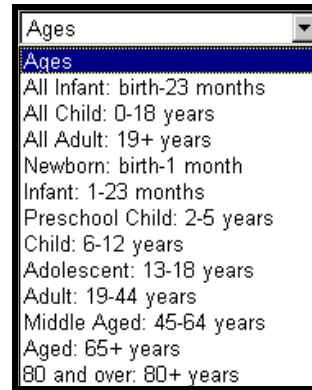 Ages
Ages
All Infant: birth-23 months
All Child: 0-18 years
All Adult: 19+ years
Newborn: birth-1 month
Infant: 1-23 months
Preschool Child: 2-5 years
Child: 6-12 years
Adolescent: 13-18 years
Adult: 19-44 years
Middle Aged: 45-64 years
Aged: 65+ years
80 and over: 80+ years